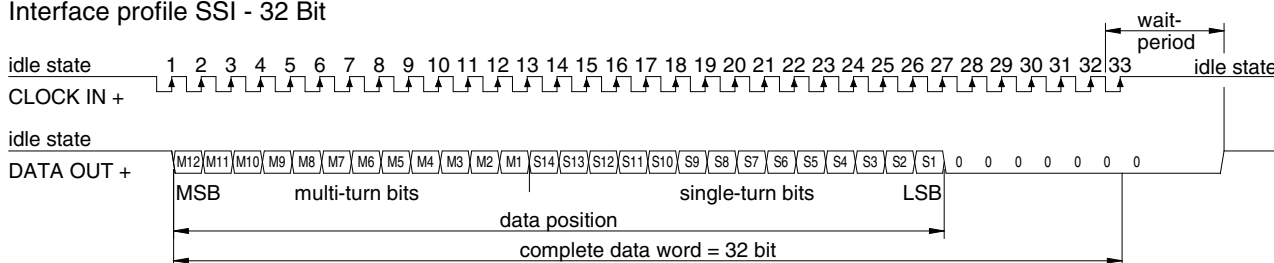 Interface profile SSI - 32 Bit
wait-
period
idle state 1 2 3 4 5 6 7 8 9 10 11 12 13 14 15 16 17 18 19 20 21 22 23 24 25 26 27 28 29 30 31 32 33 idle state
CLOCK IN +
idle state
DATA OUT + M12 M11 M10 M9 M8 M7 M6 M5 M4 M3 M2 M1 S14 S13 S12 S11 S10 S9 S8 S7 S6 S5 S4 S3 S2 S1 0 0 0 0 0 0 0
MSB multi-turn bits single-turn bits LSB
data position
complete data word = 32 bit